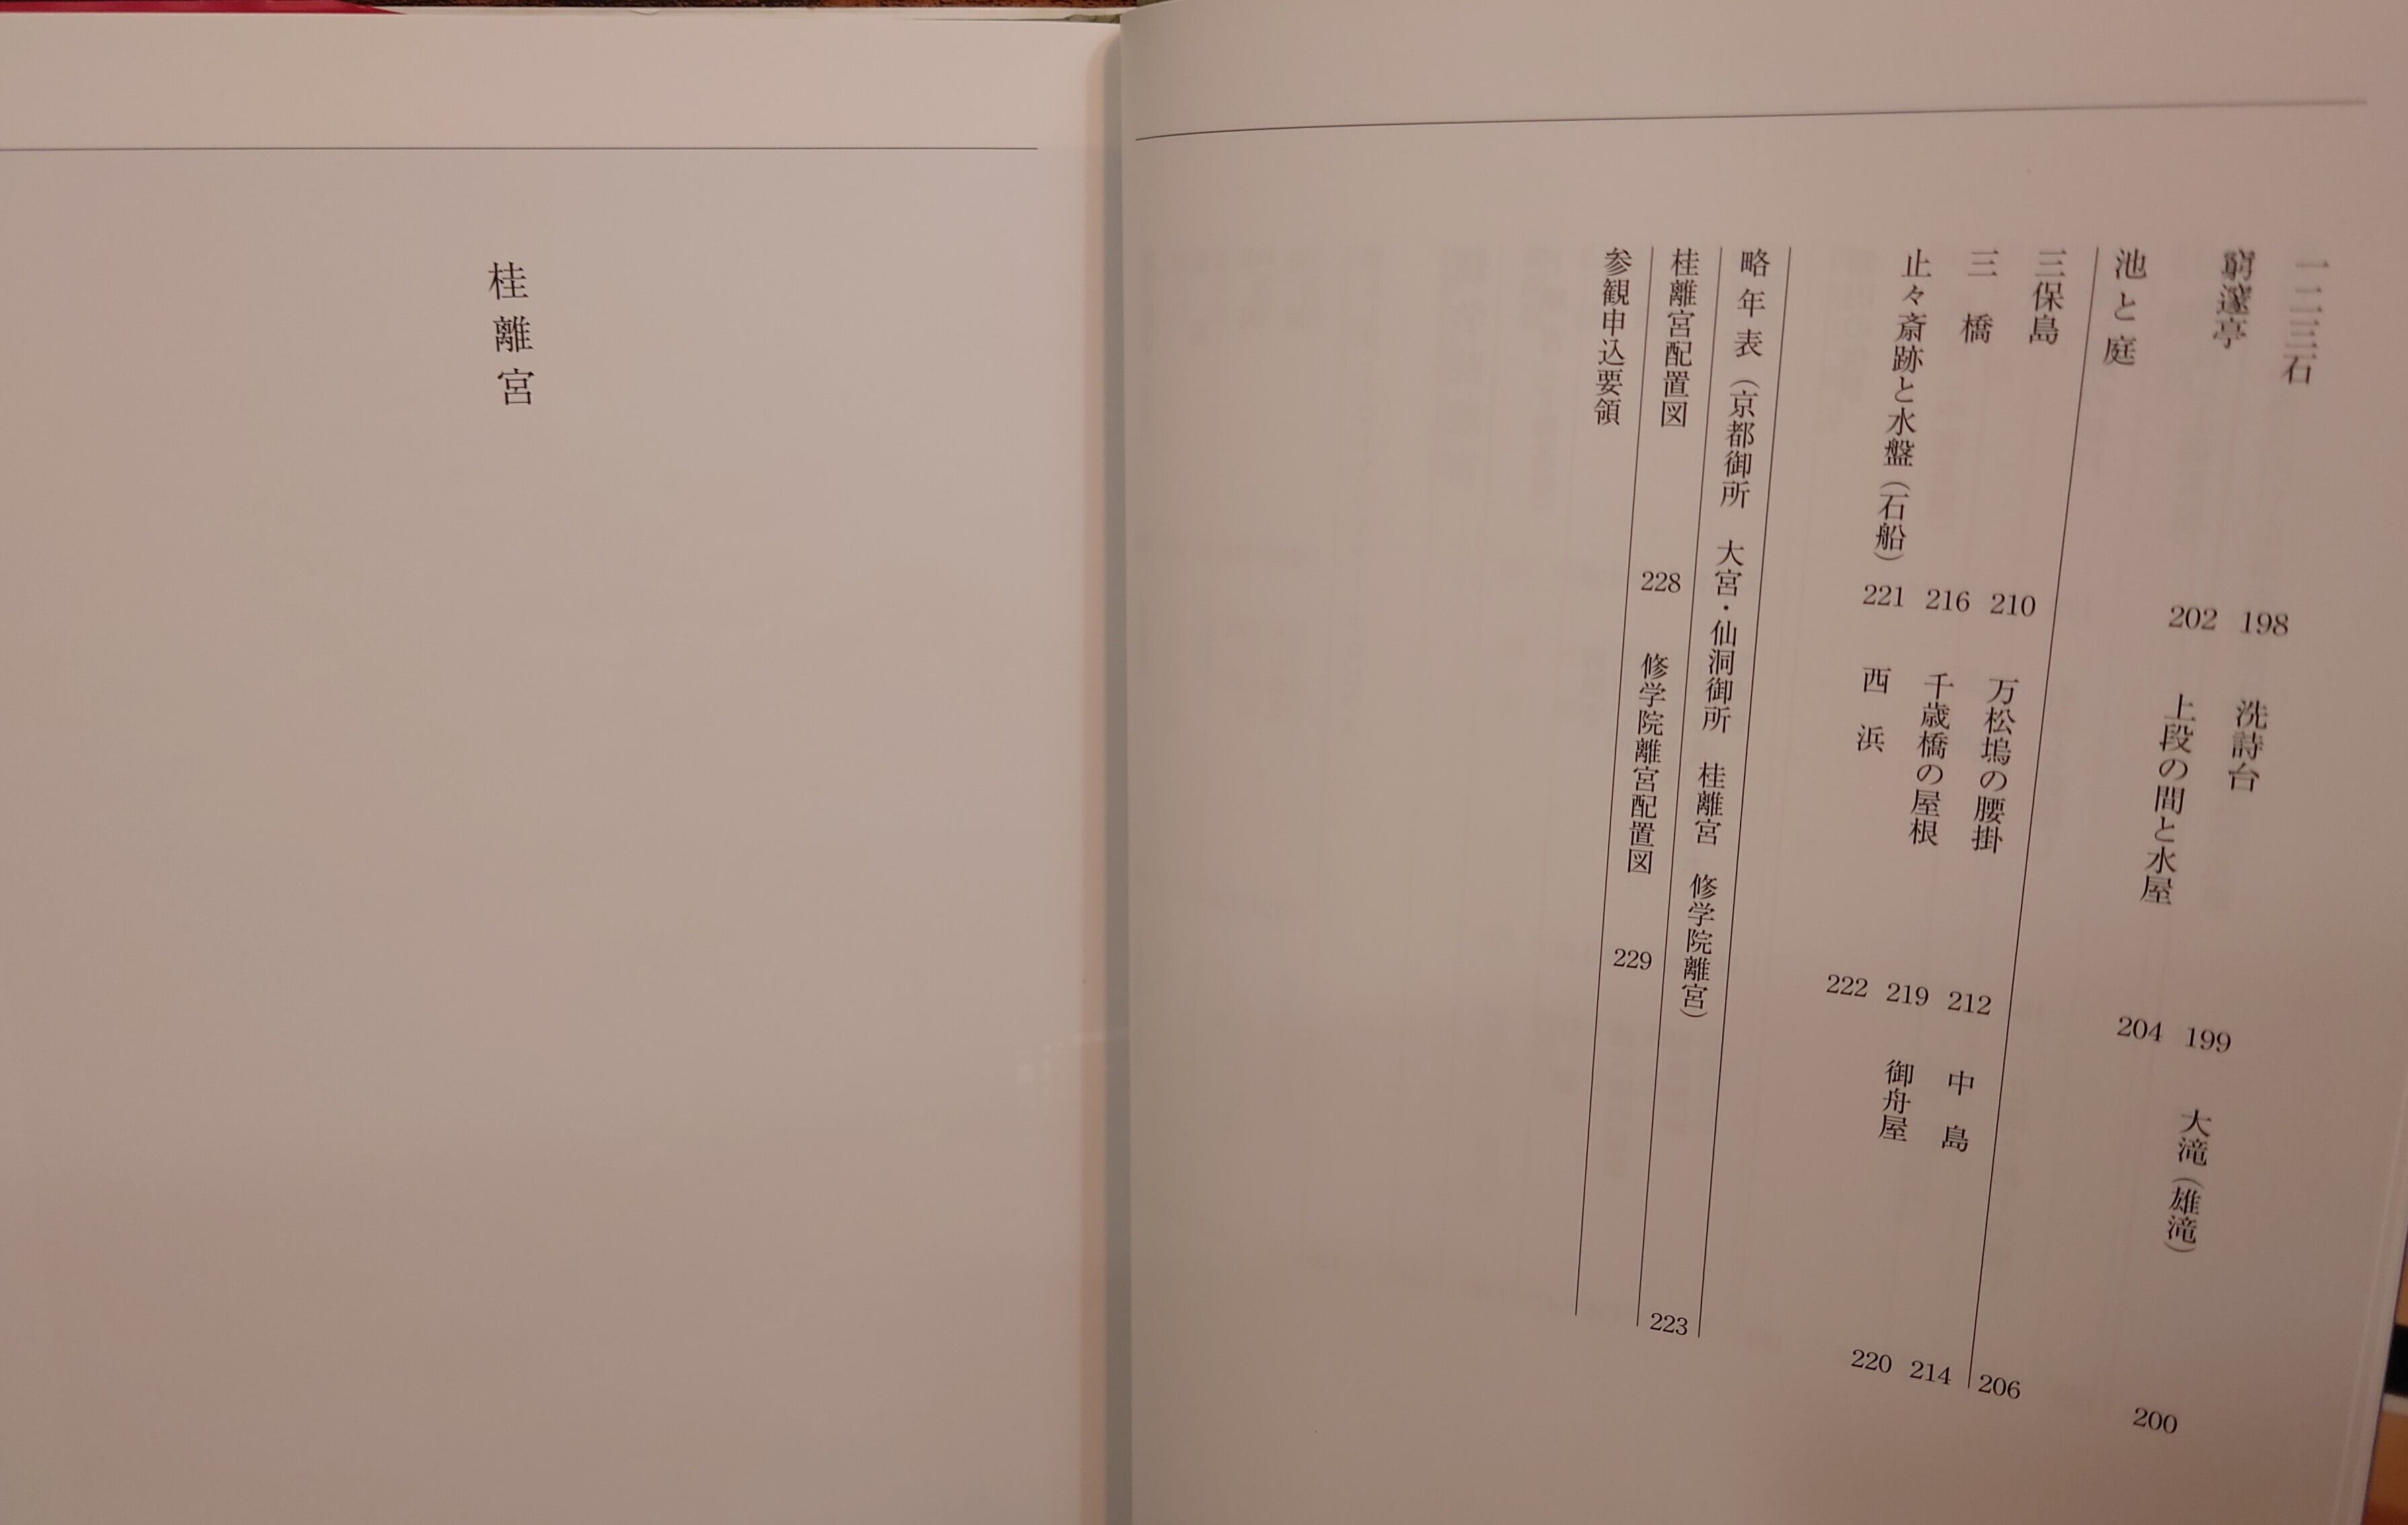 一二三石 198 洗詩台 199 大滝（雄滝） 200
窮邃亭 202 上段の間と水屋 204
池と庭 206
三保島 210 万松塢の腰掛 212 中島 214
三橋 216 千歳橋の屋根 219 御舟屋 220
止々斎跡と水盤（石船） 221 西浜 222
略年表（京都御所 大宮・仙洞御所 桂離宮 修学院離宮） 223
桂離宮配置図 228 修学院離宮配置図 229
参観申込要領
桂離宮